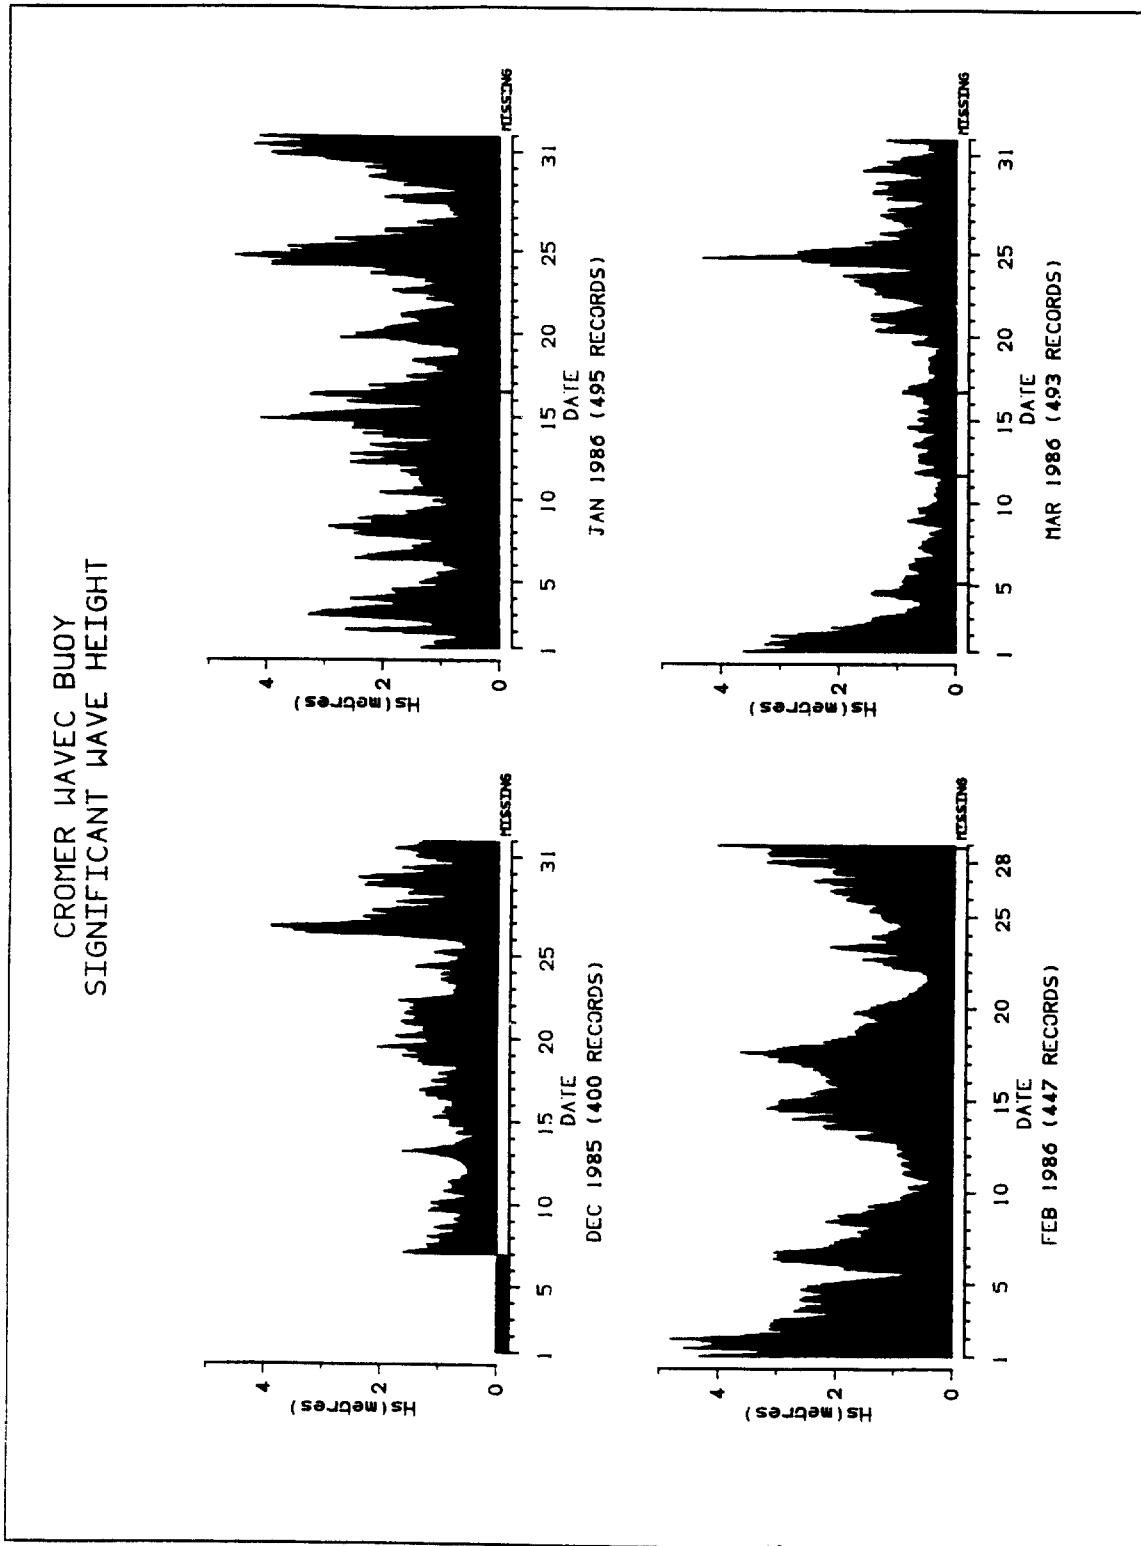 CROMER WAVEC BUOY
SIGNIFICANT WAVE HEIGHT
Hs(metres)
4
2
0
MISSING
1 5 10 15 20 25 31
DATE
DEC 1985 (400 RECORDS)
Hs(metres)
4
2
0
MISSING
1 5 10 15 20 25 31
DATE
JAN 1986 (495 RECORDS)
Hs(metres)
4
2
0
MISSING
1 5 10 15 20 25 28
DATE
FEB 1986 (447 RECORDS)
Hs(metres)
4
2
0
MISSING
1 5 10 15 20 25 31
DATE
MAR 1986 (493 RECORDS)